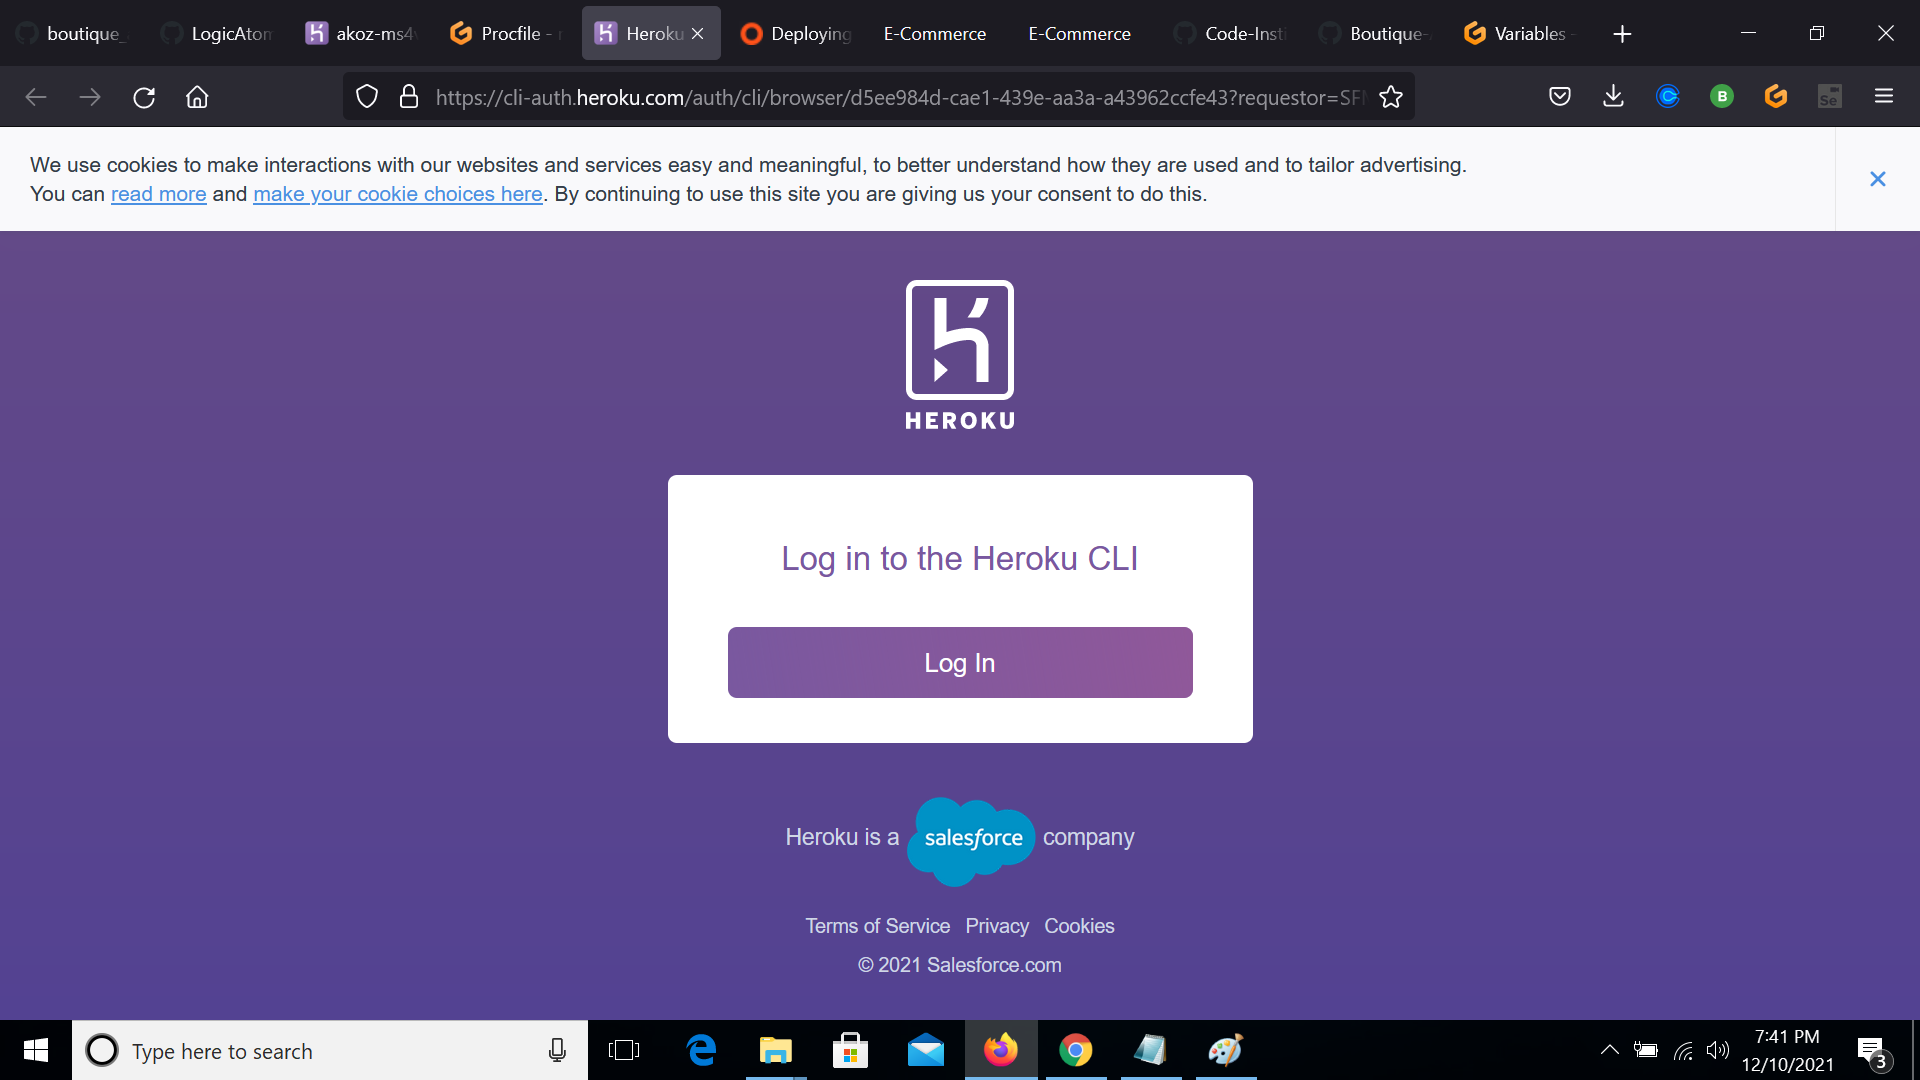 boutique_
LogicAtom
akoz-ms4
Procfile -
Heroku
Deploying
E-Commerce
E-Commerce
Code-Insti
Boutique-
Variables -
https://cli-auth.heroku.com/auth/cli/browser/d5ee984d-cae1-439e-aa3a-a43962ccfe43?requestor=SF
B
Se
We use cookies to make interactions with our websites and services easy and meaningful, to better understand how they are used and to tailor advertising.
You can read more and make your cookie choices here. By continuing to use this site you are giving us your consent to do this.
HEROKU
Log in to the Heroku CLI
Log In
Heroku is a salesforce company
Terms of Service Privacy Cookies
© 2021 Salesforce.com
Type here to search
7:41 PM
12/10/2021
3